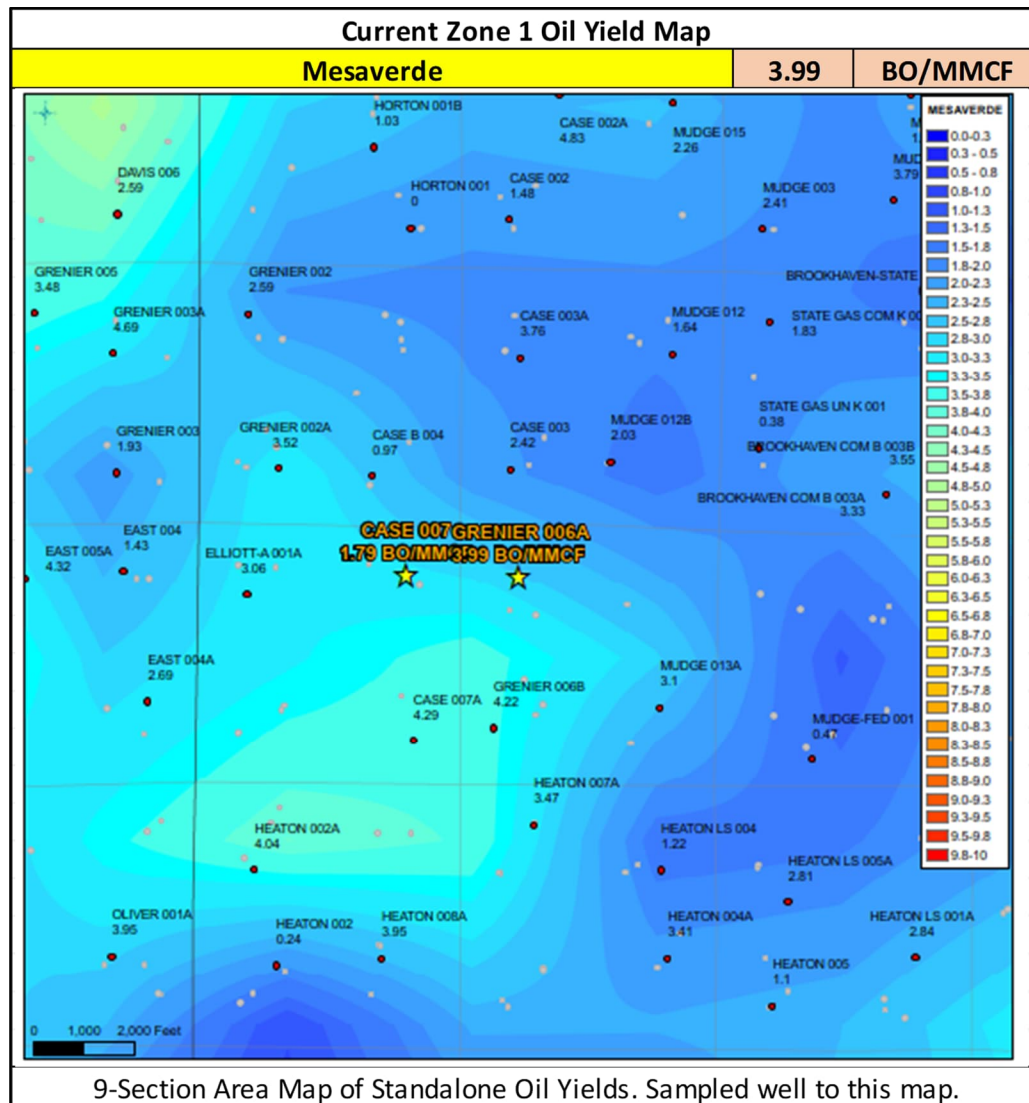 Current Zone 1 Oil Yield Map
Mesaverde 3.99 BO/MMCF
HORTON 001B
1.03
CASE 002A
4.83
MUDGE 015
2.26
DAVIS 006
2.59
HORTON 001
0
CASE 002
1.48
MUDGE 003
2.41
3.79
GRENIER 005
3.48
GRENIER 002
2.59
BROOKHAVEN-STATE
GRENIER 003A
4.69
CASE 003A
3.76
MUDGE 012
1.64
STATE GAS COM K
1.83
GRENIER 003
1.93
GRENIER 002A
3.52
CASE B 004
0.97
CASE 003
2.42
MUDGE 012B
2.03
STATE GAS UN K 001
0.38
BROOKHAVEN COM B 003B
3.55
BROOKHAVEN COM B 003A
3.33
EAST 004
1.43
EAST 005A
4.32
ELLIOTT-A 001A
3.06
CASE 007
1.79
GRENIER 006A
3.99 BO/MMCF
EAST 004A
2.69
CASE 007A
4.29
GRENIER 006B
4.22
MUDGE 013A
3.1
MUDGE-FED 001
0.47
HEATON 007A
3.47
HEATON 002A
4.04
HEATON LS 004
1.22
HEATON LS 005A
2.81
OLIVER 001A
3.95
HEATON 002
0.24
HEATON 008A
3.95
HEATON 004A
3.41
HEATON LS 001A
2.84
HEATON 005
1.1
0 1,000 2,000 Feet
MESAVERDE
0.0-0.3
0.3 - 0.5
0.5 - 0.8
0.8-1.0
1.0-1.3
1.3-1.5
1.5-1.8
1.8-2.0
2.0-2.3
2.3-2.5
2.5-2.8
2.8-3.0
3.0-3.3
3.3-3.5
3.5-3.8
3.8-4.0
4.0-4.3
4.3-4.5
4.5-4.8
4.8-5.0
5.0-5.3
5.3-5.5
5.5-5.8
5.8-6.0
6.0-6.3
6.3-6.5
6.5-6.8
6.8-7.0
7.0-7.3
7.3-7.5
7.5-7.8
7.8-8.0
8.0-8.3
8.3-8.5
8.5-8.8
8.8-9.0
9.0-9.3
9.3-9.5
9.5-9.8
9.8-10
9-Section Area Map of Standalone Oil Yields. Sampled well to this map.